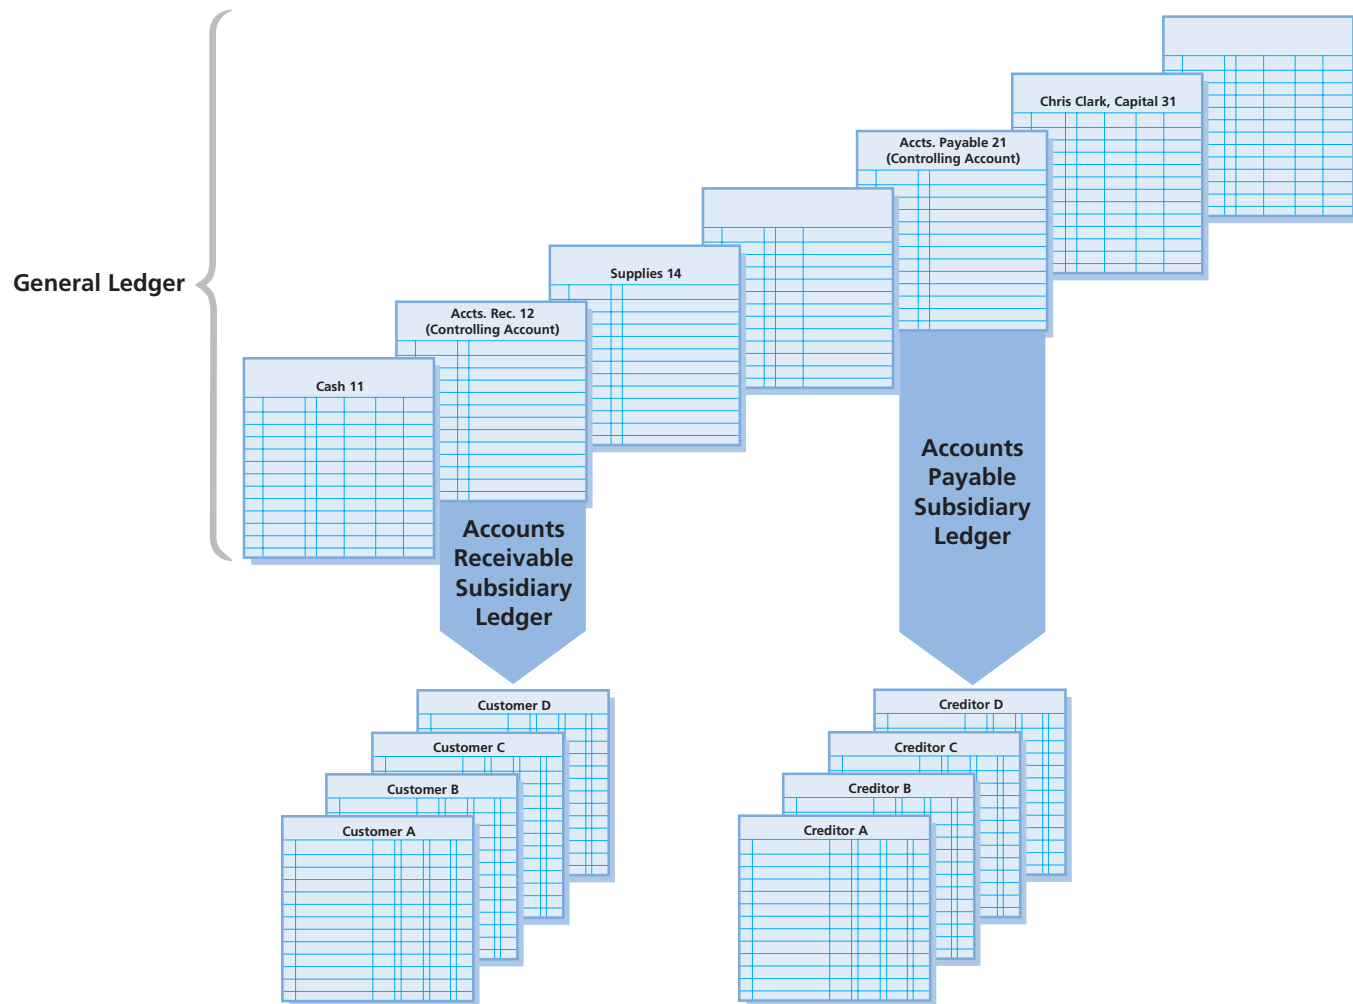 General Ledger
Cash 11
Accts. Rec. 12
(Controlling Account)
Supplies 14
Accts. Payable 21
(Controlling Account)
Chris Clark, Capital 31
Accounts
Receivable
Subsidiary
Ledger
Accounts
Payable
Subsidiary
Ledger
Customer D
Customer C
Customer B
Customer A
Creditor D
Creditor C
Creditor B
Creditor A